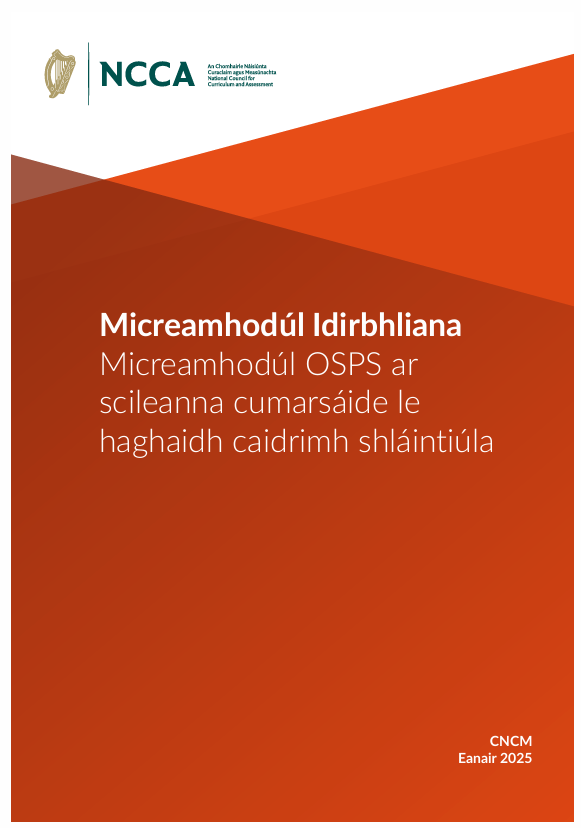 NCCA
An Chomhairle Náisiúnta
Curaclaim agus Measúnachta
National Council for
Curriculum and Assessment
Micreamhodúl Idirbhliana
Micreamhodúl OSPS ar
scileanna cumarsáide le
haghaidh caidrimh shláintiúla
CNCM
Eanair 2025